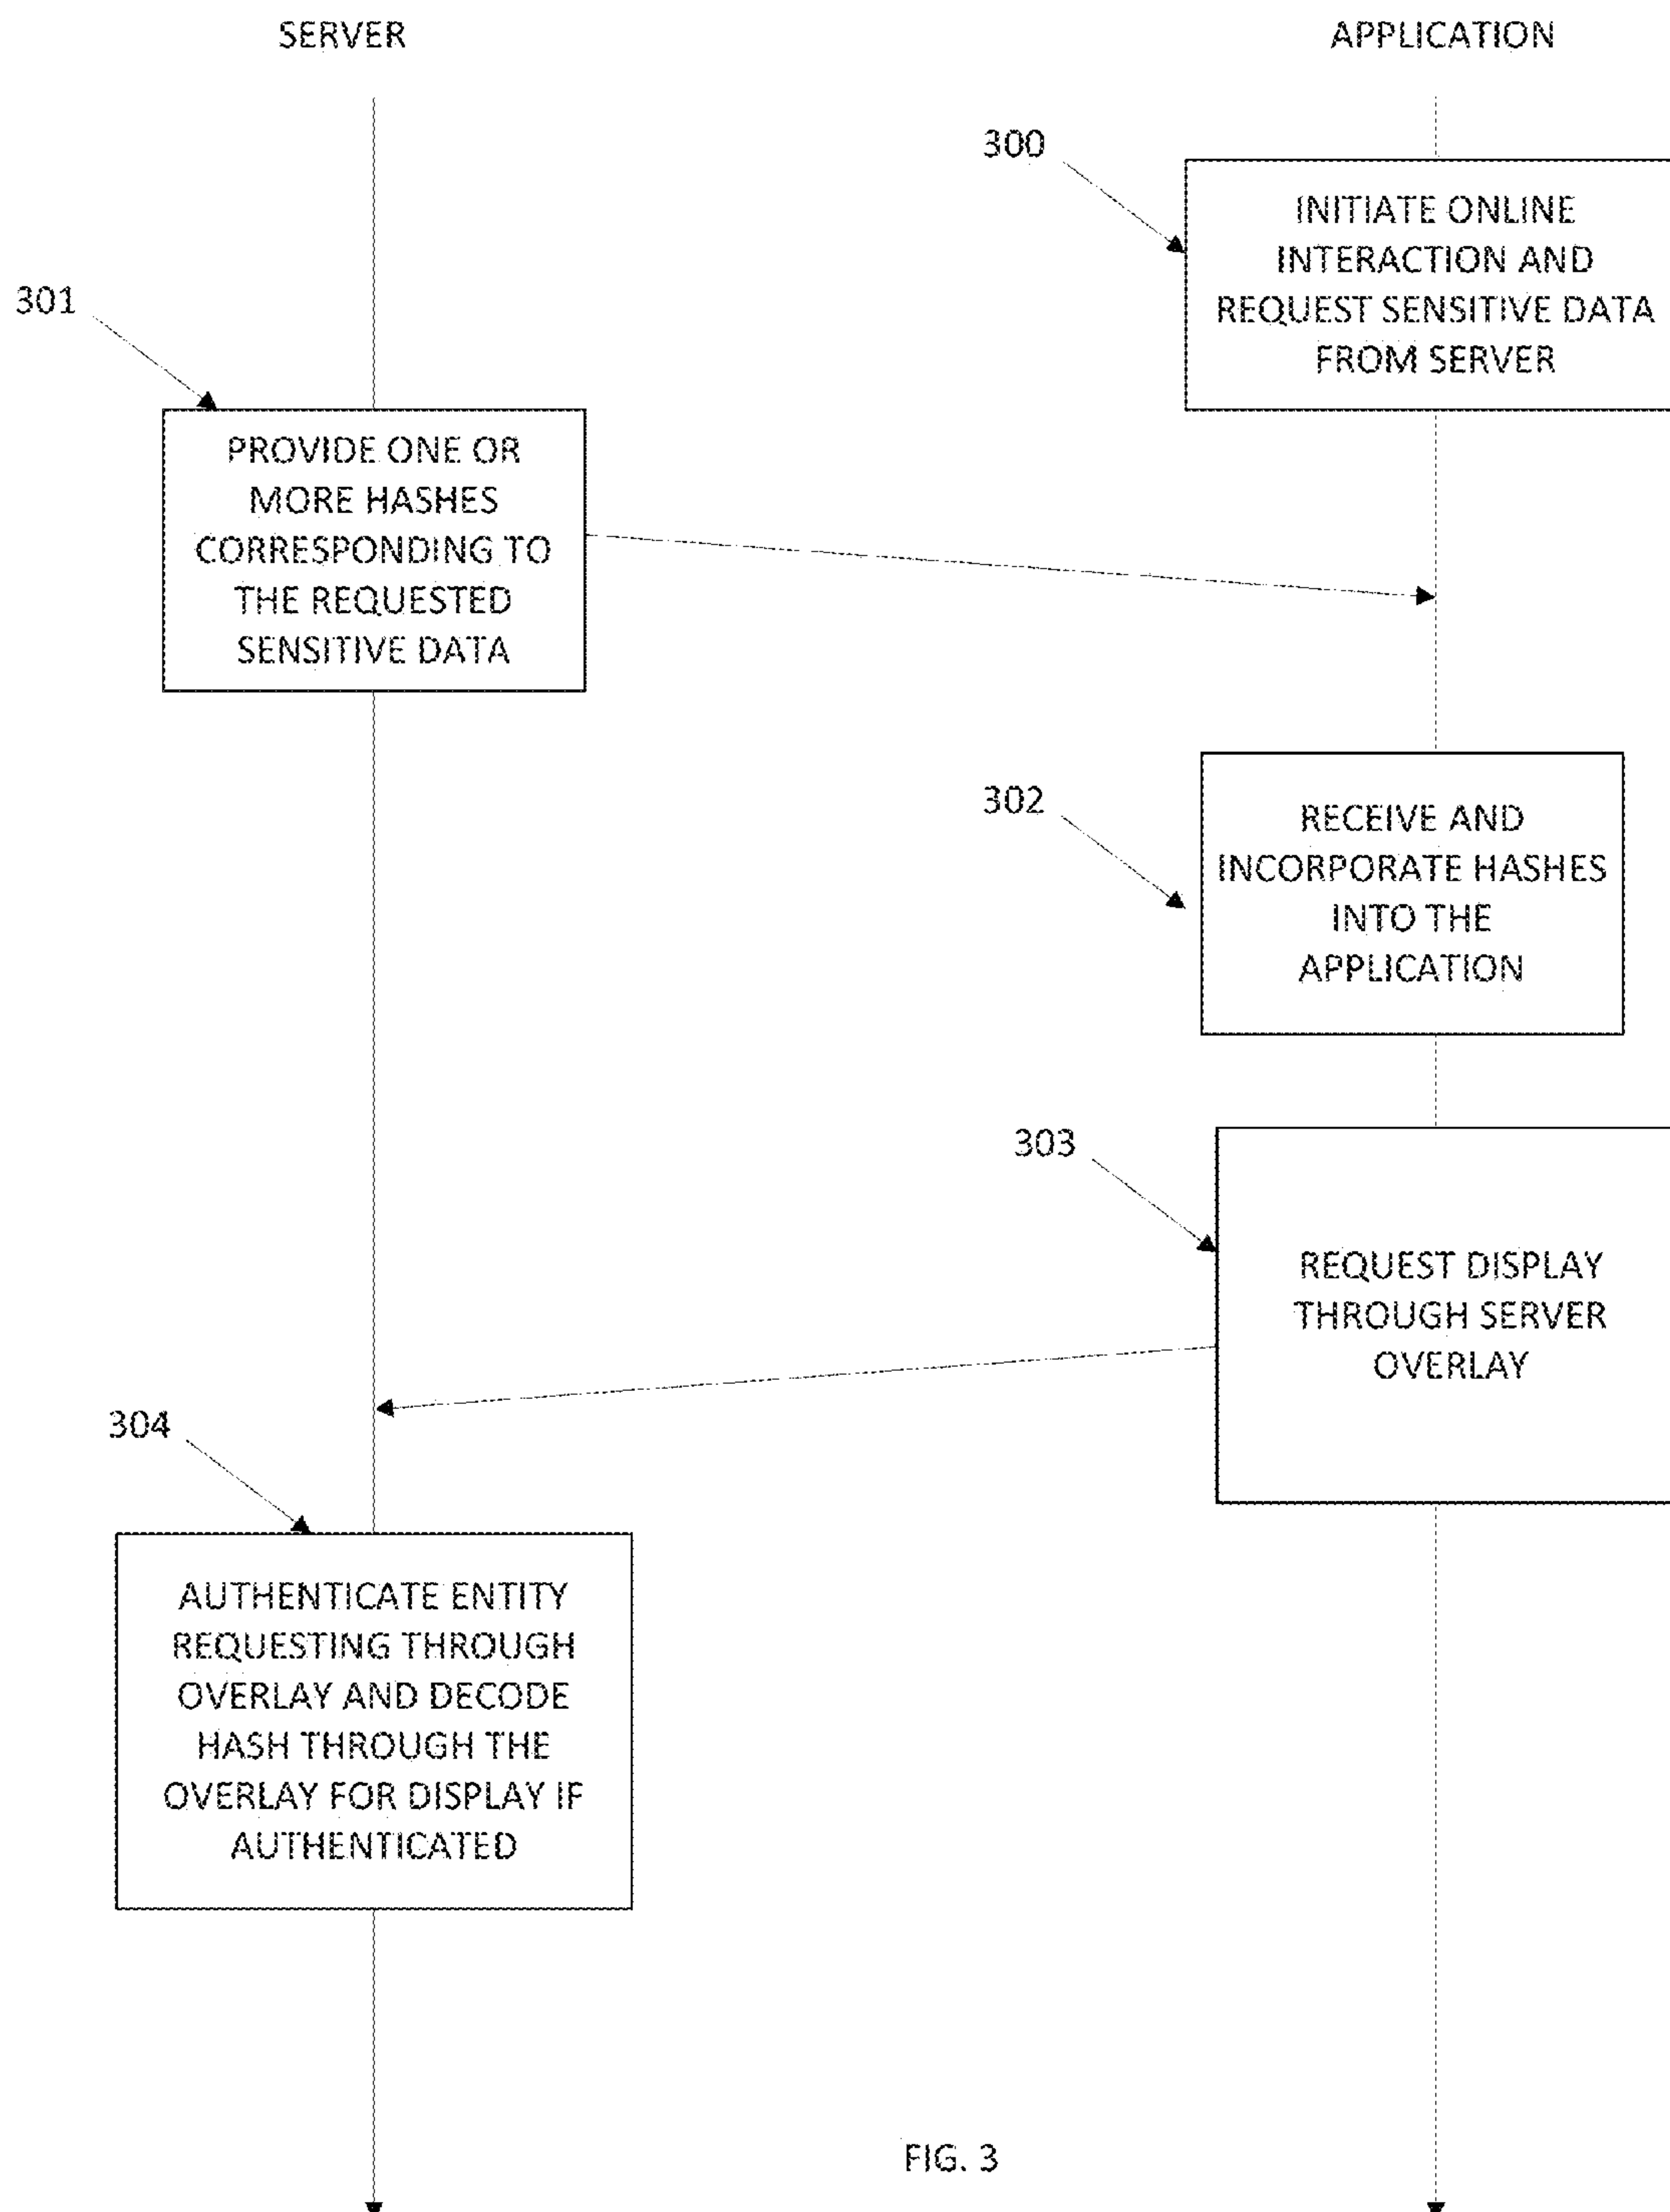 SERVER
APPLICATION
300
INITIATE ONLINE
INTERACTION AND
REQUEST SENSITIVE DATA
FROM SERVER
301
PROVIDE ONE OR
MORE HASHES
CORRESPONDING TO
THE REQUESTED
SENSITIVE DATA
302
RECEIVE AND
INCORPORATE HASHES
INTO THE
APPLICATION
303
REQUEST DISPLAY
THROUGH SERVER
OVERLAY
304
AUTHENTICATE ENTITY
REQUESTING THROUGH
OVERLAY AND DECODE
HASH THROUGH THE
OVERLAY FOR DISPLAY IF
AUTHENTICATED
FIG. 3